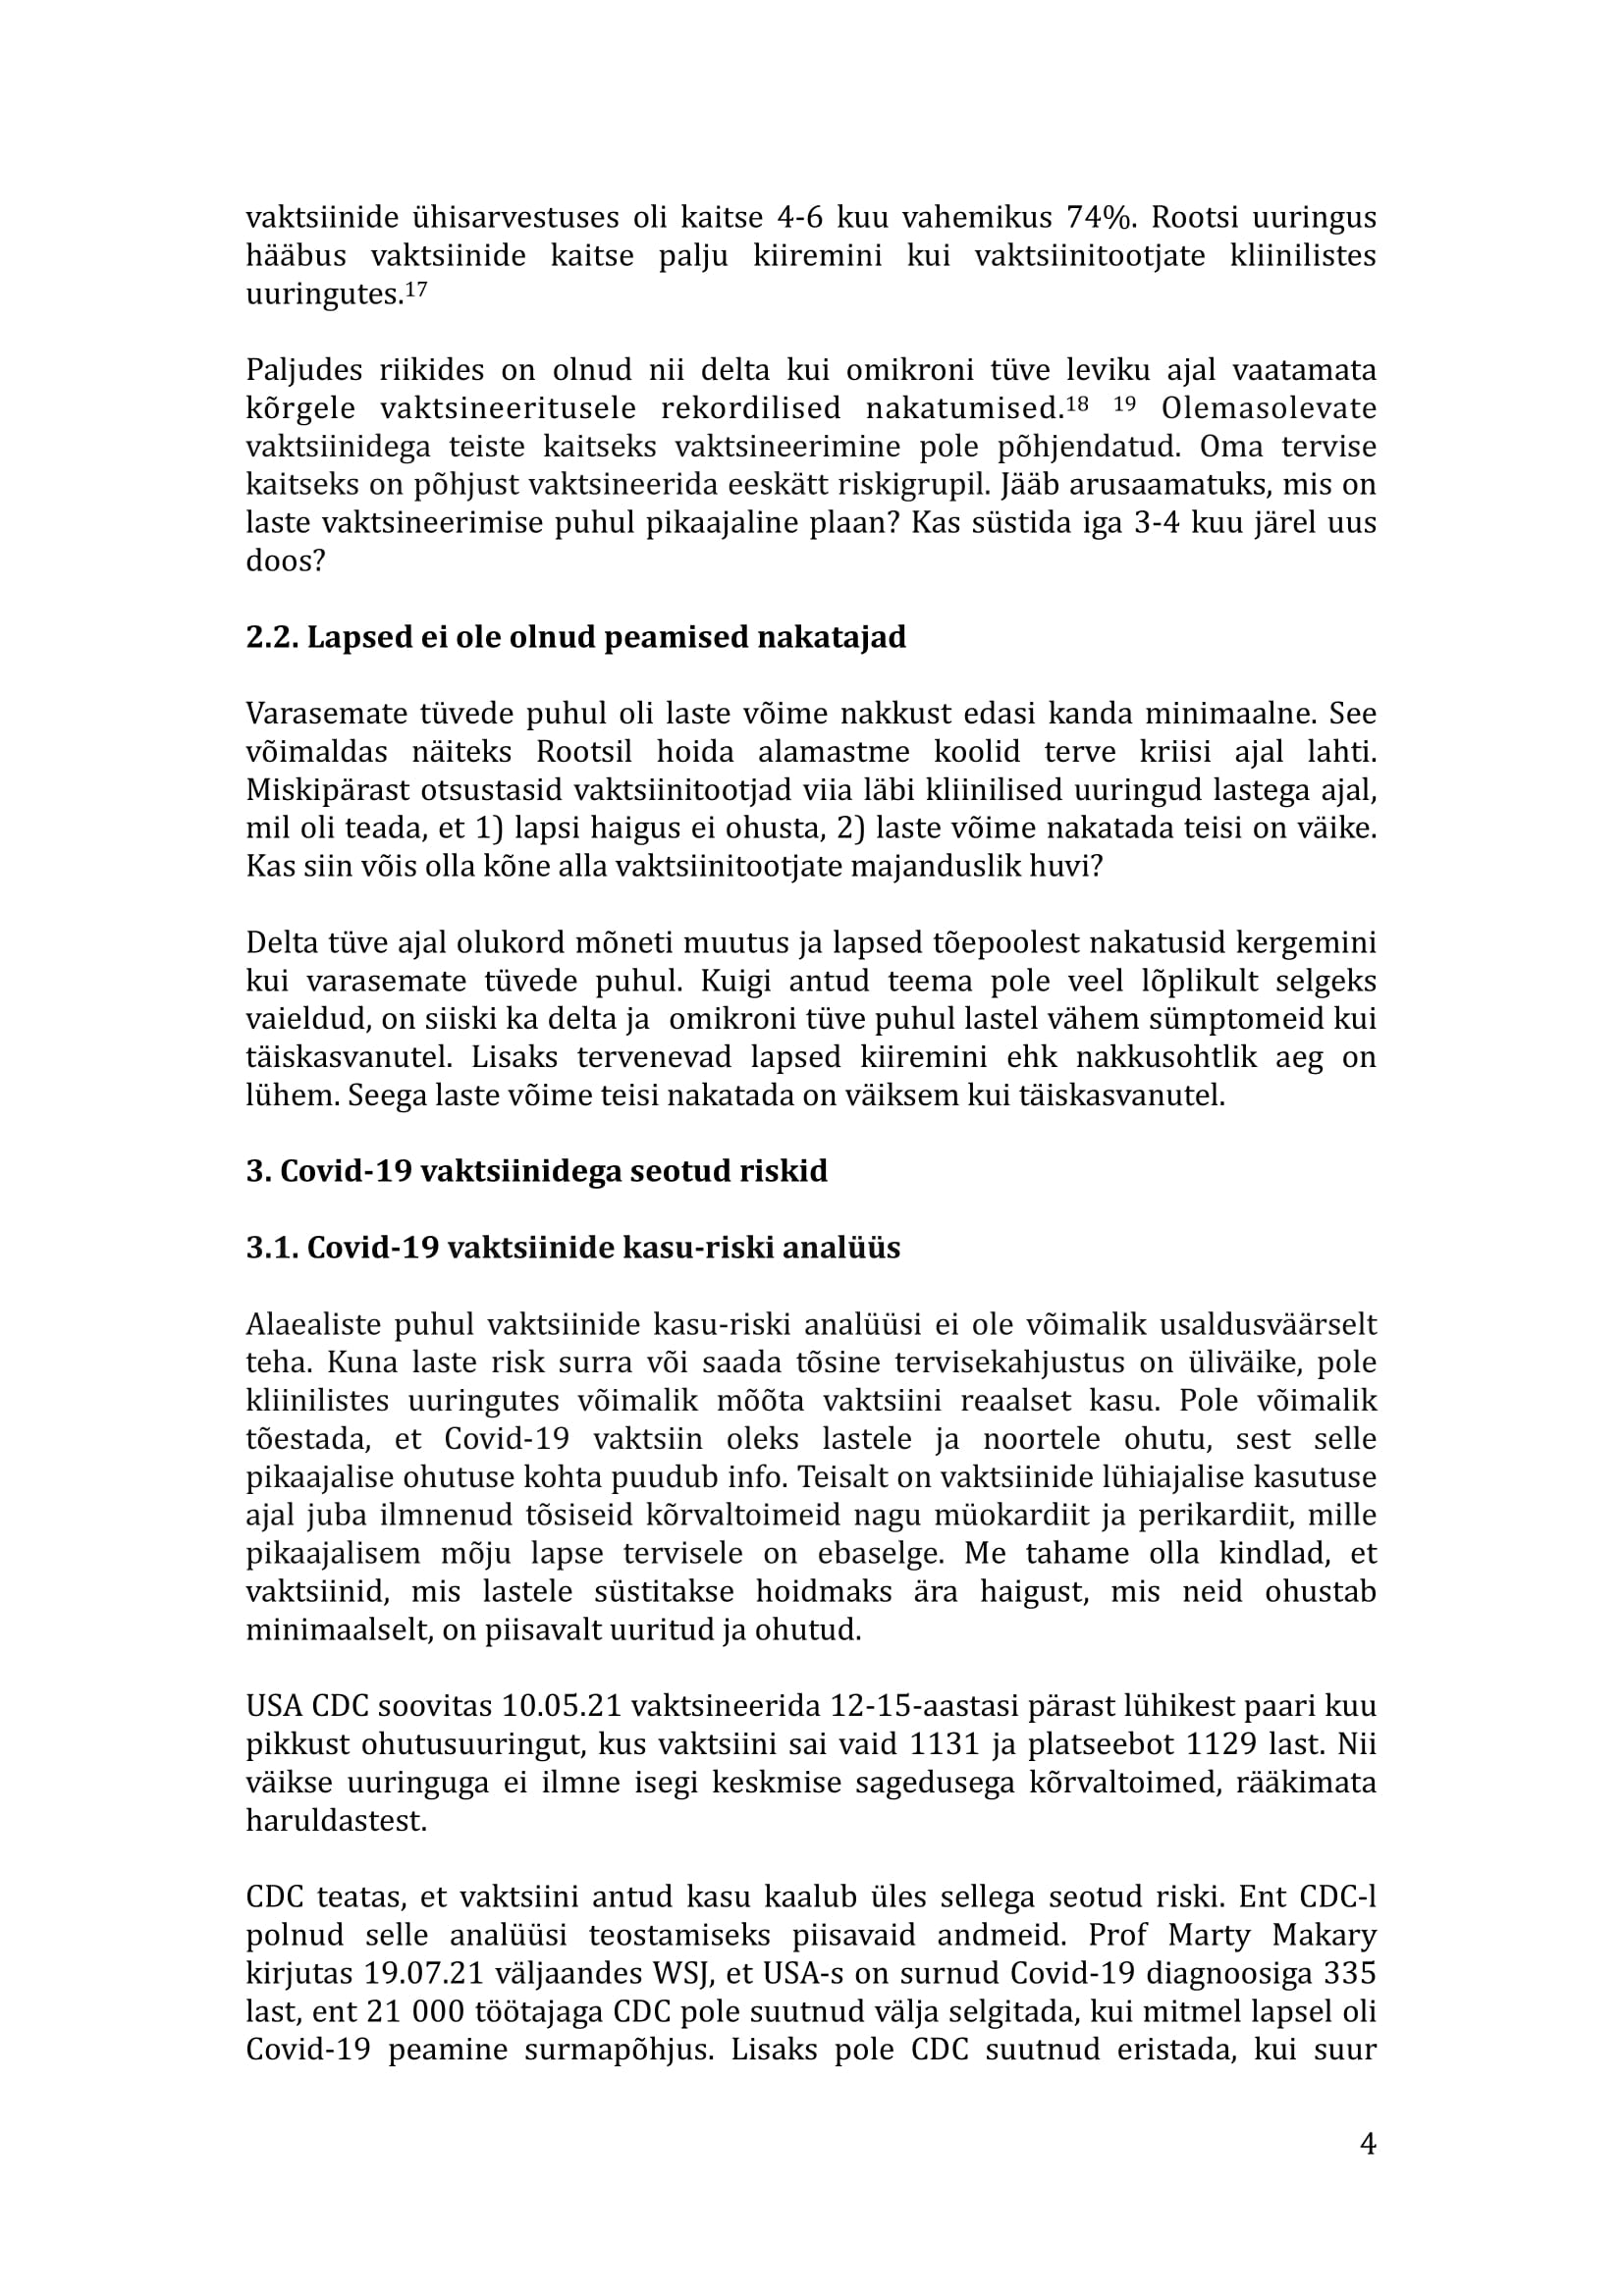 vaktsiinide ühisarvestuses oli kaitse 4-6 kuu vahemikus 74%. Rootsi uuringus
hääbus vaktsiinide kaitse palju kiiremini kui vaktsiinitootjate kliinilistes
uuringutes.17
Paljudes riikides on olnud nii delta kui omikroni tüve leviku ajal vaatamata
kõrgele vaktsineeritusele rekordilised nakatumised.18 19 Olemasolevate
vaktsiinidega teiste kaitseks vaktsineerimine pole põhjendatud. Oma tervise
kaitseks on põhjust vaktsineerida eeskätt riskigrupil. Jääb arusaamatuks, mis on
laste vaktsineerimise puhul pikaajaline plaan? Kas süstida iga 3-4 kuu järel uus
doos?
2.2. Lapsed ei ole olnud peamised nakatajad
Varasemate tüvede puhul oli laste võime nakkust edasi kanda minimaalne. See
võimaldas näiteks Rootsil hoida alamastme koolid terve kriisi ajal lahti.
Miskipärast otsustasid vaktsiinitootjad viia läbi kliinilised uuringud lastega ajal,
mil oli teada, et 1) lapsi haigus ei ohusta, 2) laste võime nakatada teisi on väike.
Kas siin võis olla kõne alla vaktsiinitootjate majanduslik huvi?
Delta tüve ajal olukord mõneti muutus ja lapsed tõepoolest nakatusid kergemini
kui varasemate tüvede puhul. Kuigi antud teema pole veel lõplikult selgeks
vaieldud, on siiski ka delta ja omikroni tüve puhul lastel vähem sümptomeid kui
täiskasvanutel. Lisaks tervenevad lapsed kiiremini ehk nakkusohtlik aeg on
lühem. Seega laste võime teisi nakatada on väiksem kui täiskasvanutel.
3. Covid-19 vaktsiinidega seotud riskid
3.1. Covid-19 vaktsiinide kasu-riski analüüs
Alaealiste puhul vaktsiinide kasu-riski analüüsi ei ole võimalik usaldusväärselt
teha. Kuna laste risk surra või saada tõsine tervisekahjustus on üliväike, pole
kliinilistes uuringutes võimalik mõõta vaktsiini reaalset kasu. Pole võimalik
tõestada, et Covid-19 vaktsiin oleks lastele ja noortele ohutu, sest selle
pikaajalise ohutuse kohta puudub info. Teisalt on vaktsiinide lühiajalise kasutuse
ajal juba ilmnenud tõsiseid kõrvaltoimeid nagu müokardiit ja perikardiit, mille
pikaajalisem mõju lapse tervisele on ebaselge. Me tahame olla kindlad, et
vaktsiinid, mis lastele süstitakse hoidmaks ära haigust, mis neid ohustab
minimaalselt, on piisavalt uuritud ja ohutud.
USA CDC soovitas 10.05.21 vaktsineerida 12-15-aastasi pärast lühikest paari kuu
pikkust ohutusuuringut, kus vaktsiini sai vaid 1131 ja platseebot 1129 last. Nii
väikse uuringuga ei ilmne isegi keskmise sagedusega kõrvaltoimed, rääkimata
haruldastest.
CDC teatas, et vaktsiini antud kasu kaalub üles sellega seotud riski. Ent CDC-l
polnud selle analüüsi teostamiseks piisavaid andmeid. Prof Marty Makary
kirjutas 19.07.21 väljaandes WSJ, et USA-s on surnud Covid-19 diagnoosiga 335
last, ent 21 000 töötajaga CDC pole suutnud välja selgitada, kui mitmel lapsel oli
Covid-19 peamine surmapõhjus. Lisaks pole CDC suutnud eristada, kui suur
4